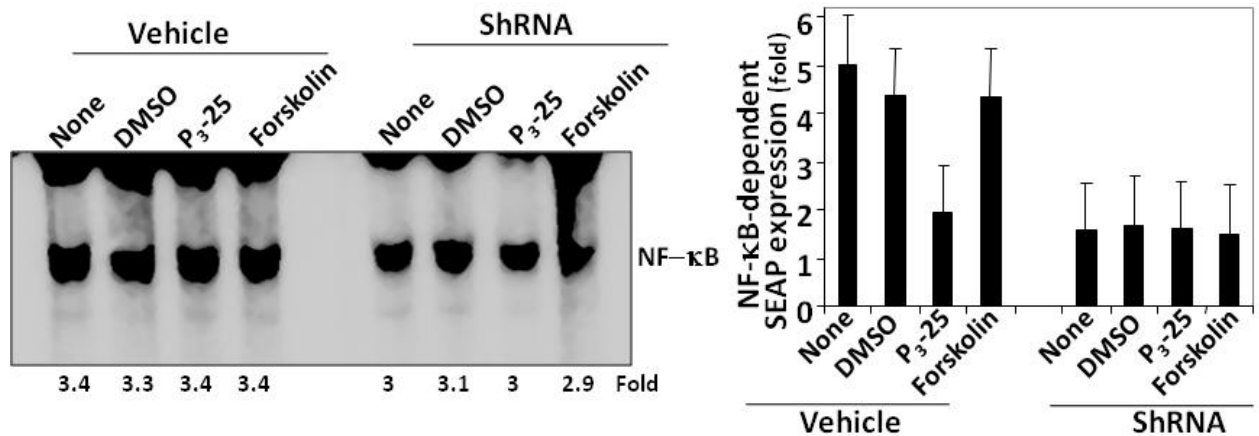 Vehicle
ShRNA
None
DMSO
P₃-25
Forskolin
None
DMSO
P₃-25
Forskolin
NF–κB
3.4 3.3 3.4 3.4 3 3.1 3 2.9 Fold
NF-κB-dependent
SEAP expression (fold)
6
5
4
3
2
1
0
None
DMSO
P₃-25
Forskolin
None
DMSO
P₃-25
Forskolin
Vehicle
ShRNA